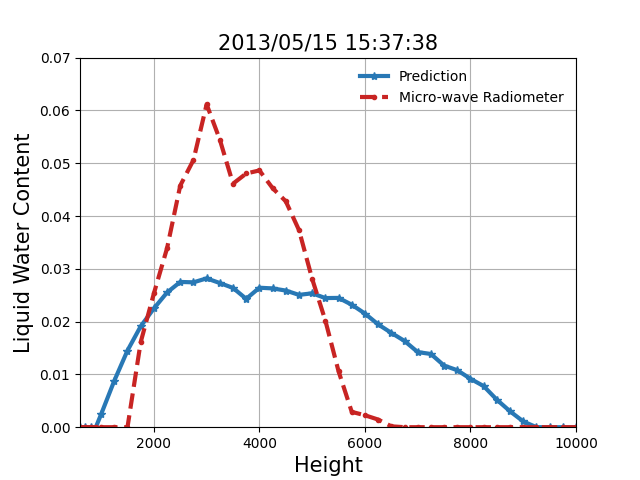 2013/05/15 15:37:38
0.07
0.06
0.05
0.04
0.03
0.02
0.01
0.00
Liquid Water Content
Prediction
Micro-wave Radiometer
2000 4000 6000 8000 10000
Height